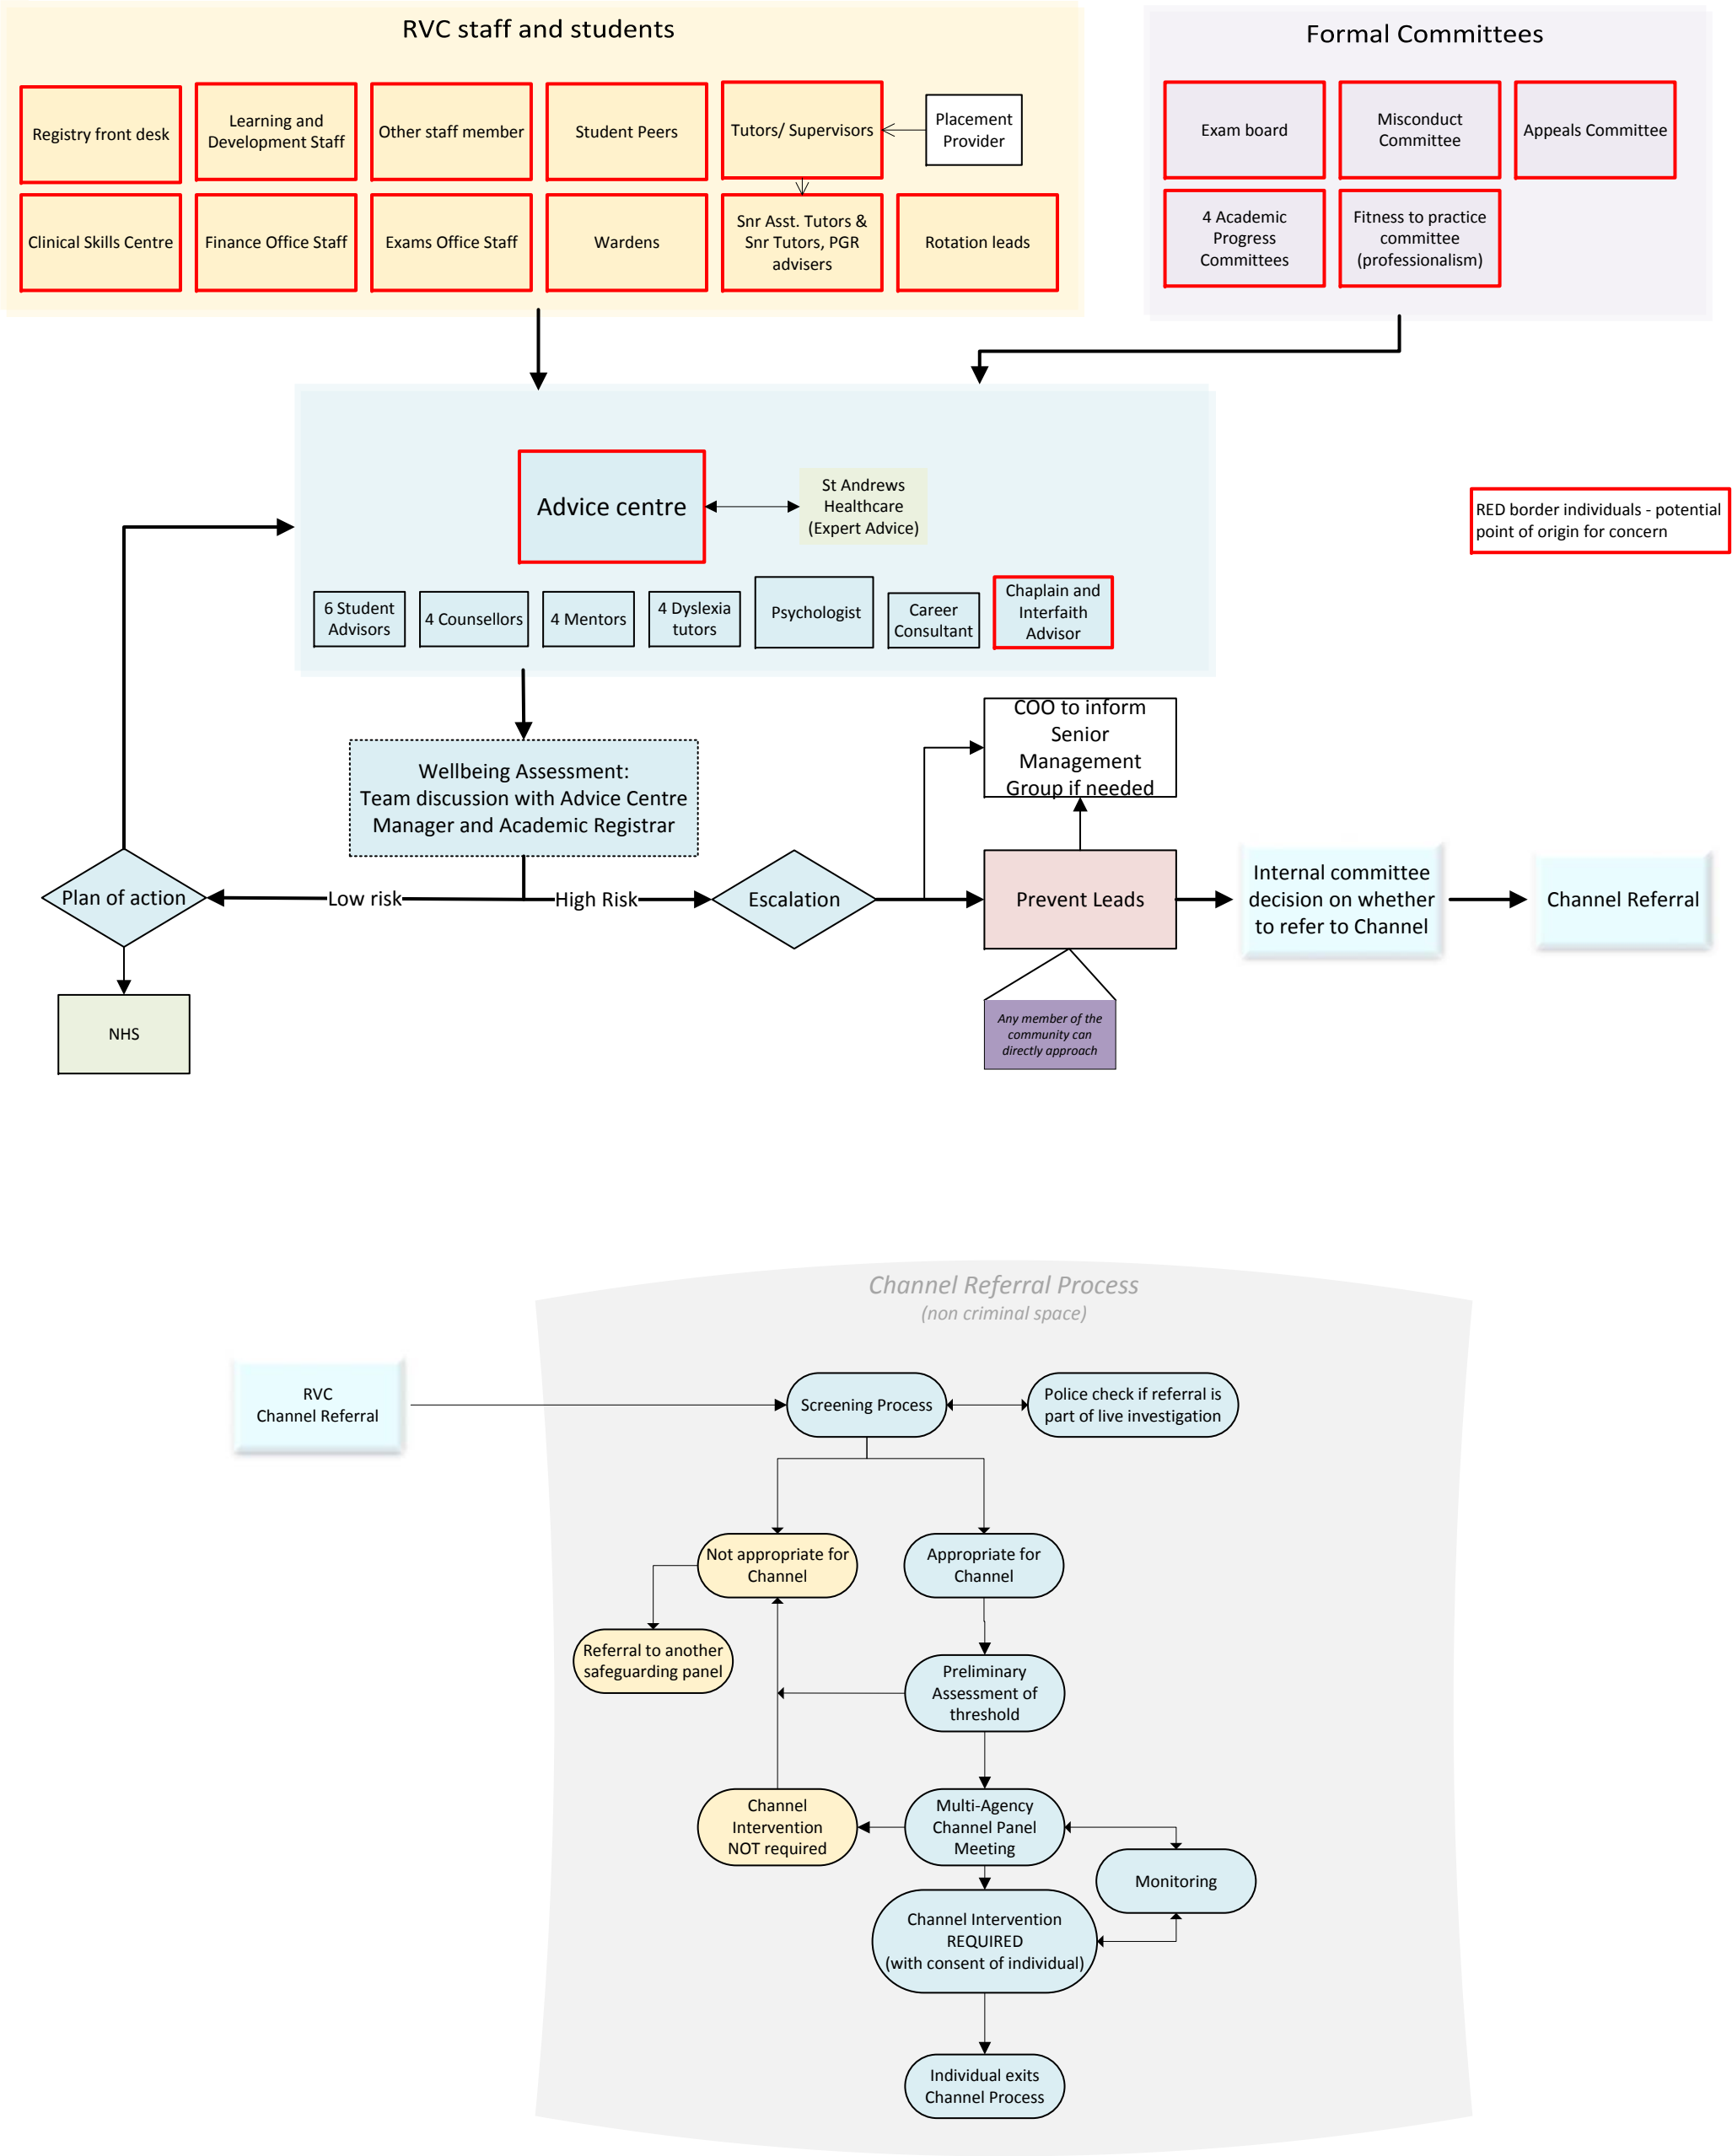 RVC staff and students
Formal Committees
Registry front desk
Learning and
Development Staff
Other staff member
Student Peers
Tutors/ Supervisors
Placement
Provider
Exam board
Misconduct
Committee
Appeals Committee
Clinical Skills Centre
Finance Office Staff
Exams Office Staff
Wardens
Snr Asst. Tutors &
Snr Tutors, PGR
advisers
Rotation leads
4 Academic
Progress
Committees
Fitness to practice
committee
(professionalism)
Advice centre
St Andrews
Healthcare
(Expert Advice)
RED border individuals - potential
point of origin for concern
6 Student
Advisors
4 Counsellors
4 Mentors
4 Dyslexia
tutors
Psychologist
Career
Consultant
Chaplain and
Interfaith
Advisor
COO to inform
Senior
Management
Group if needed
Wellbeing Assessment:
Team discussion with Advice Centre
Manager and Academic Registrar
Plan of action
Low risk
High Risk
Escalation
Prevent Leads
Internal committee
decision on whether
to refer to Channel
Channel Referral
NHS
Any member of the
community can
directly approach
Channel Referral Process
(non criminal space)
RVC
Channel Referral
Screening Process
Police check if referral is
part of live investigation
Not appropriate for
Channel
Appropriate for
Channel
Referral to another
safeguarding panel
Preliminary
Assessment of
threshold
Channel
Intervention
NOT required
Multi-Agency
Channel Panel
Meeting
Monitoring
Channel Intervention
REQUIRED
(with consent of individual)
Individual exits
Channel Process